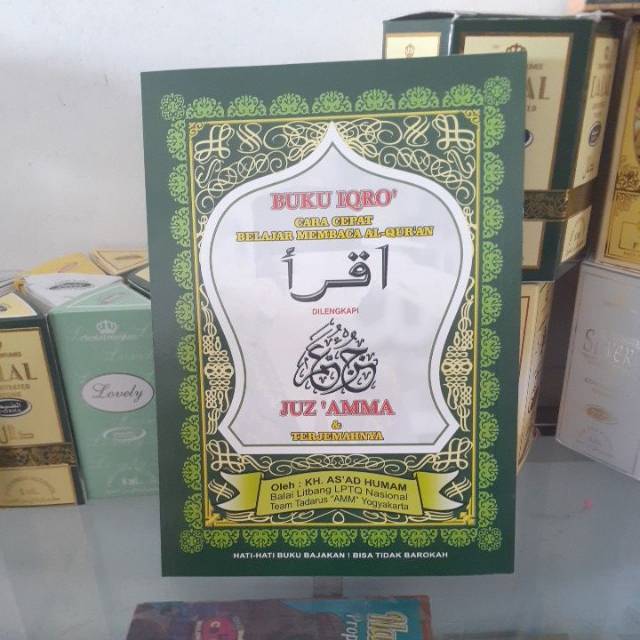 BUKU IQRO'
CARA CEPAT
BELAJAR MEMBACA AL-QUR'AN
اقرأ
DILENGKAPI
جزء عم
JUZ 'AMMA
&
TERJEMAHNYA
Oleh : KH. AS'AD HUMAM
Balai Litbang LPTQ Nasional
Team Tadarus "AMM" Yogyakarta
HATI-HATI BUKU BAJAKAN ! BISA TIDAK BAROKAH
Lovely